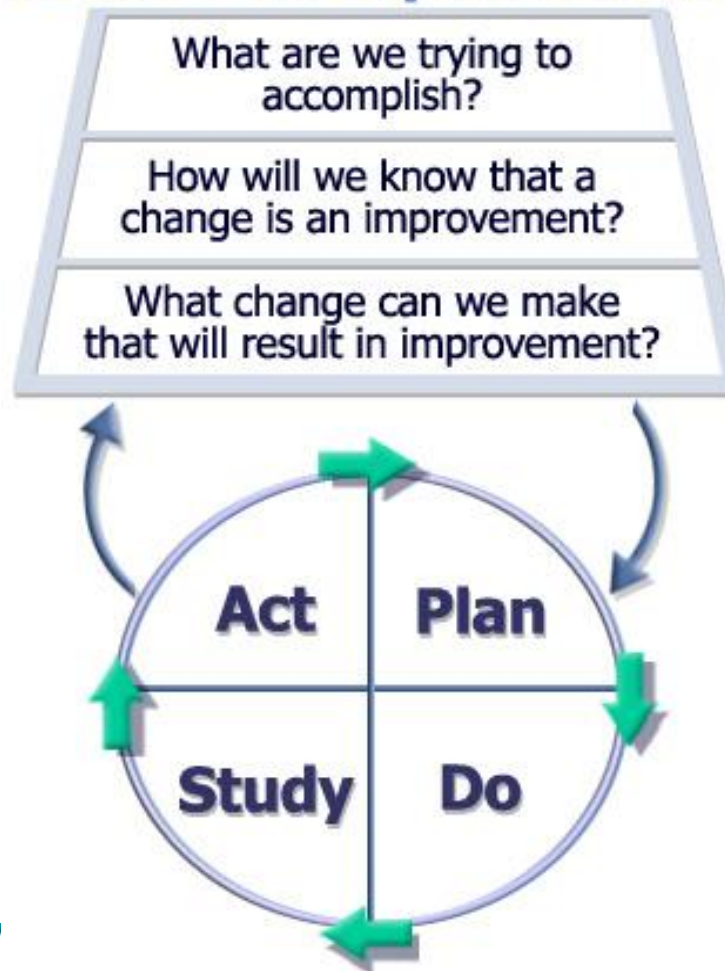 What are we trying to
accomplish?
How will we know that a
change is an improvement?
What change can we make
that will result in improvement?
Act
Plan
Study
Do